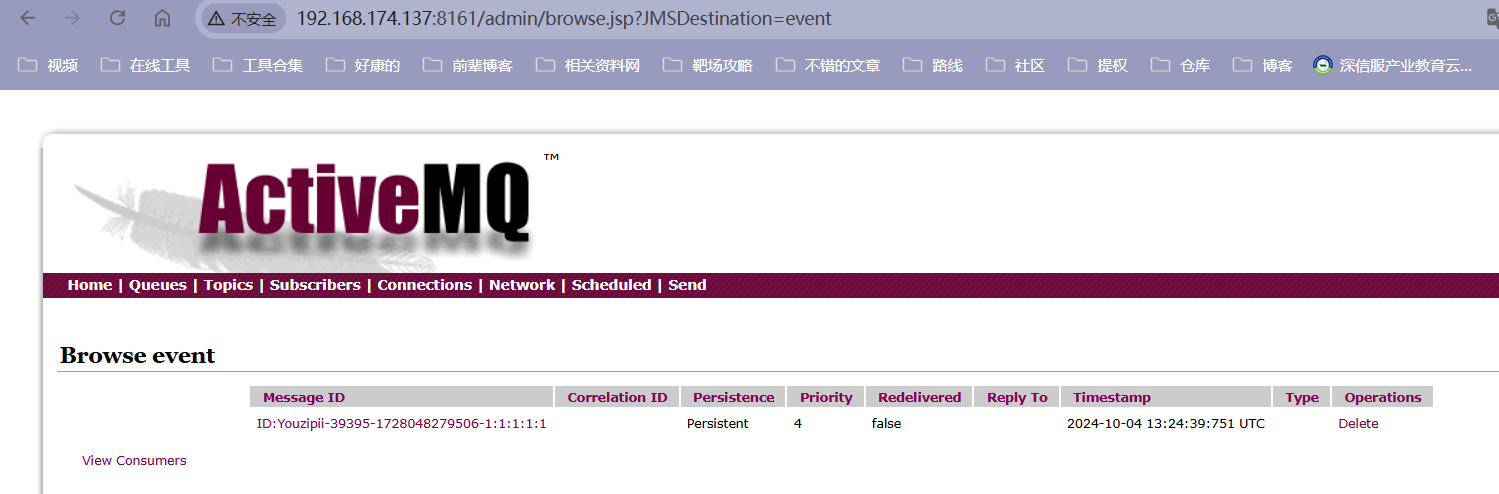 不安全 192.168.174.137:8161/admin/browse.jsp?JMSDestination=event
视频 在线工具 工具合集 好康的 前辈博客 相关资料网 靶场攻略 不错的文章 路线 社区 提权 仓库 博客 深信服产业教育云...
ActiveMQ ™
Home | Queues | Topics | Subscribers | Connections | Network | Scheduled | Send
Browse event
Message ID Correlation ID Persistence Priority Redelivered Reply To Timestamp Type Operations
ID:Youzipii-39395-1728048279506-1:1:1:1:1 Persistent 4 false 2024-10-04 13:24:39:751 UTC Delete
View Consumers